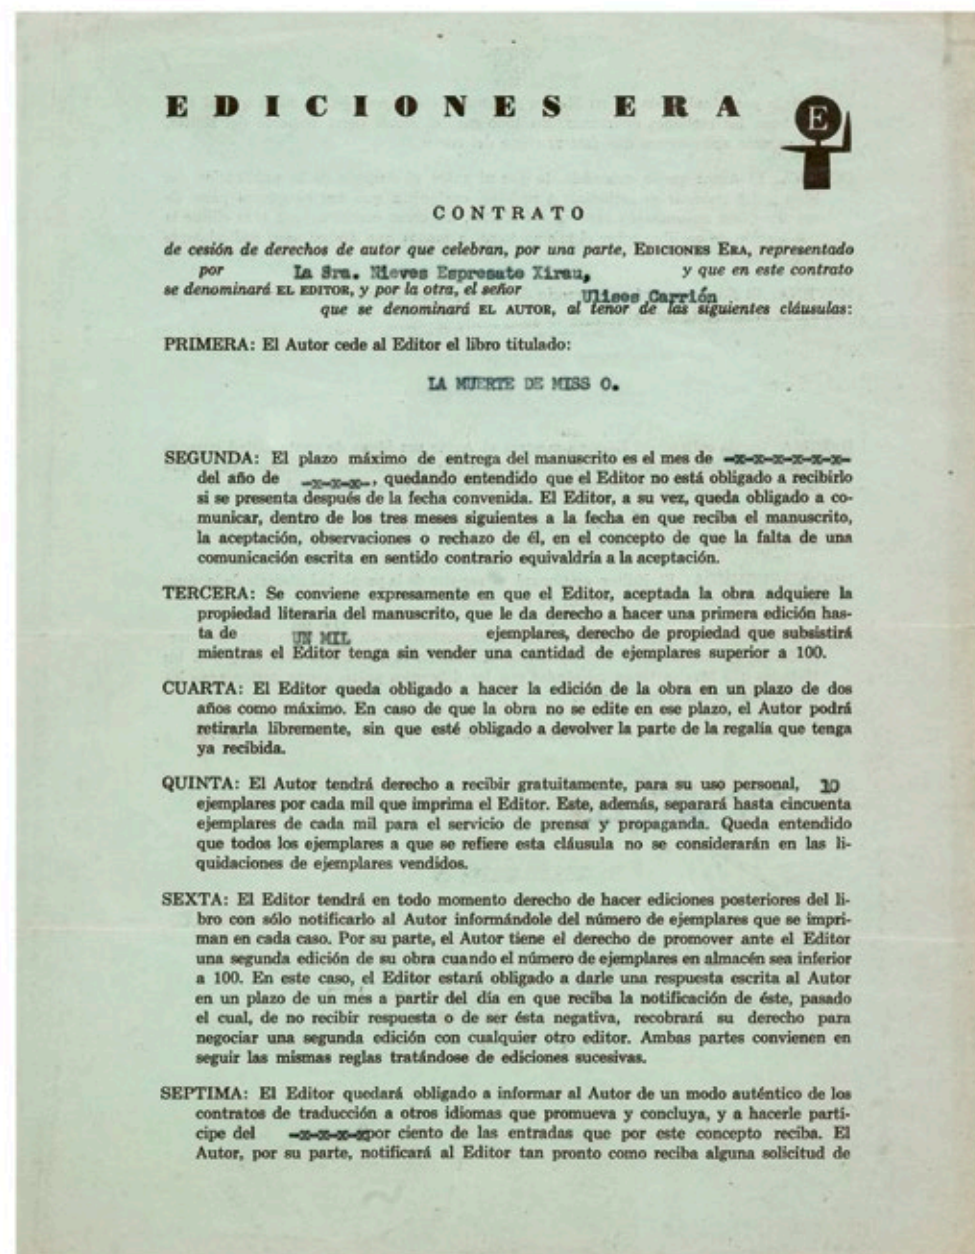 EDICIONES ERA
E
CONTRATO
de cesión de derechos de autor que celebran, por una parte, EDICIONES ERA, representado
por La Sra. Nieves Espresate Xirau, y que en este contrato
se denominará EL EDITOR, y por la otra, el señor Ulises Carrión
que se denominará EL AUTOR, al tenor de las siguientes cláusulas:
PRIMERA: El Autor cede al Editor el libro titulado:
LA MUERTE DE MISS O.
SEGUNDA: El plazo máximo de entrega del manuscrito es el mes de -x-x-x-x-x-x-
del año de -x-x-x-, quedando entendido que el Editor no está obligado a recibirlo
si se presenta después de la fecha convenida. El Editor, a su vez, queda obligado a co-
municar, dentro de los tres meses siguientes a la fecha en que reciba el manuscrito,
la aceptación, observaciones o rechazo de él, en el concepto de que la falta de una
comunicación escrita en sentido contrario equivaldría a la aceptación.
TERCERA: Se conviene expresamente en que el Editor, aceptada la obra adquiere la
propiedad literaria del manuscrito, que le da derecho a hacer una primera edición has-
ta de UN MIL ejemplares, derecho de propiedad que subsistirá
mientras el Editor tenga sin vender una cantidad de ejemplares superior a 100.
CUARTA: El Editor queda obligado a hacer la edición de la obra en un plazo de dos
años como máximo. En caso de que la obra no se edite en ese plazo, el Autor podrá
retirarla libremente, sin que esté obligado a devolver la parte de la regalía que tenga
ya recibida.
QUINTA: El Autor tendrá derecho a recibir gratuitamente, para su uso personal, 10
ejemplares por cada mil que imprima el Editor. Este, además, separará hasta cincuenta
ejemplares de cada mil para el servicio de prensa y propaganda. Queda entendido
que todos los ejemplares a que se refiere esta cláusula no se considerarán en las li-
quidaciones de ejemplares vendidos.
SEXTA: El Editor tendrá en todo momento derecho de hacer ediciones posteriores del li-
bro con sólo notificarlo al Autor informándole del número de ejemplares que se impri-
man en cada caso. Por su parte, el Autor tiene el derecho de promover ante el Editor
una segunda edición de su obra cuando el número de ejemplares en almacén sea inferior
a 100. En este caso, el Editor estará obligado a darle una respuesta escrita al Autor
en un plazo de un mes a partir del día en que reciba la notificación de éste, pasado
el cual, de no recibir respuesta o de ser ésta negativa, recobrará su derecho para
negociar una segunda edición con cualquier otro editor. Ambas partes convienen en
seguir las mismas reglas tratándose de ediciones sucesivas.
SEPTIMA: El Editor quedará obligado a informar al Autor de un modo auténtico de los
contratos de traducción a otros idiomas que promueva y concluya, y a hacerle partí-
cipe del -x-x-x-x por ciento de las entradas que por este concepto reciba. El
Autor, por su parte, notificará al Editor tan pronto como reciba alguna solicitud de